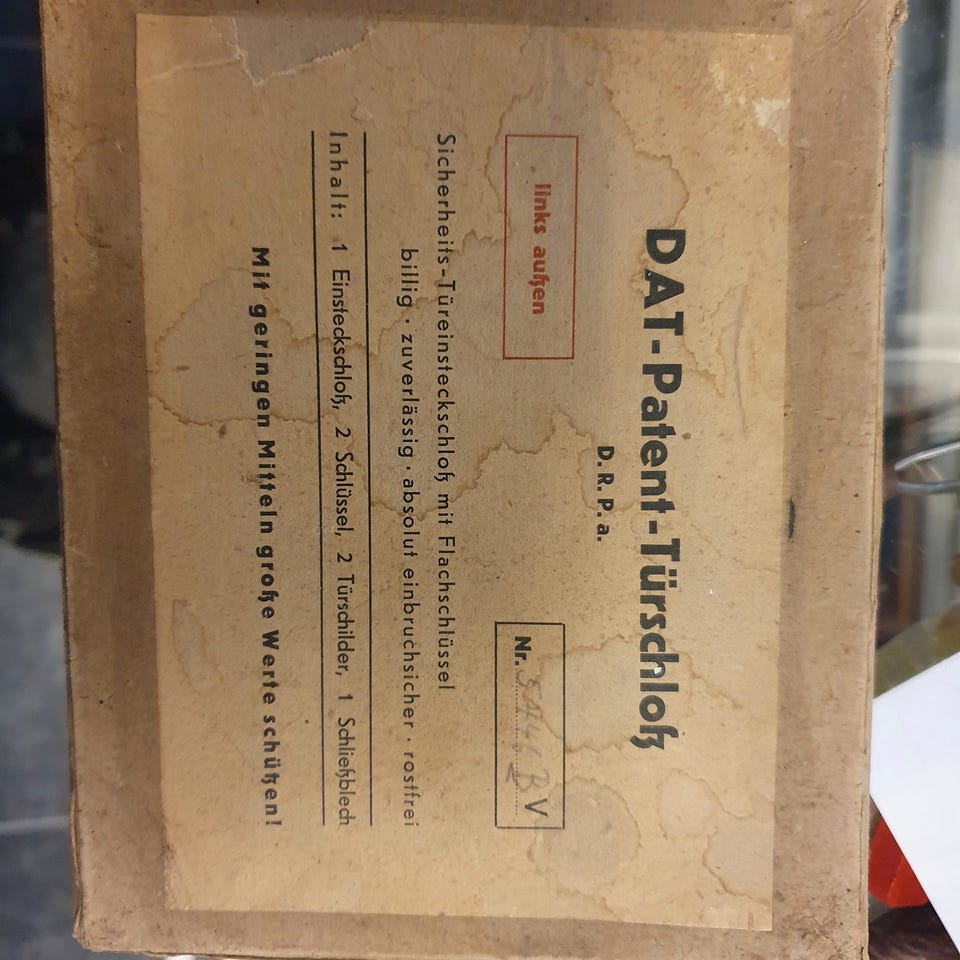 DAT-Patent-Türschloß
D. R. P. a.
links außen
Nr. V
Sicherheits-Türeinsteckschloß mit Flachschlüssel
billig · zuverlässig · absolut einbruchsicher · rostfrei
Inhalt: 1 Einsteckschloß, 2 Schlüssel, 2 Türschilder, 1 Schließblech
Mit geringen Mitteln große Werte schützen!